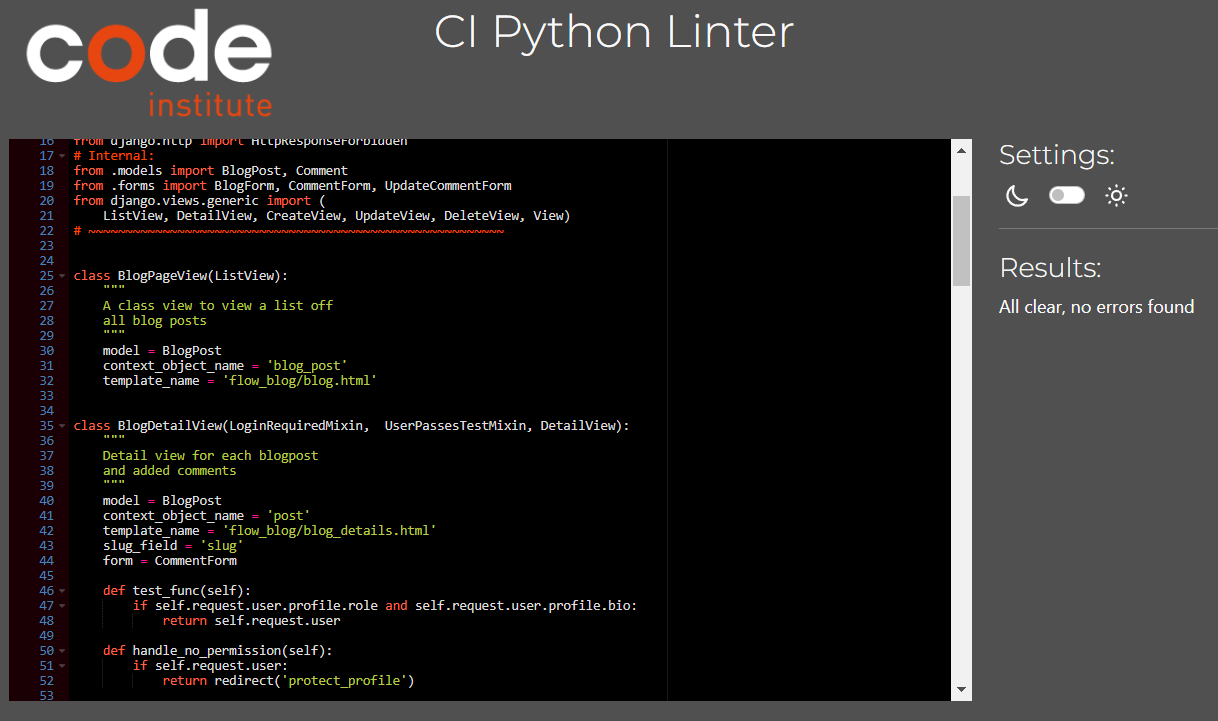 code
institute
CI Python Linter
16 from django.http import HttpResponseForbidden
17 # Internal:
18 from .models import BlogPost, Comment
19 from .forms import BlogForm, CommentForm, UpdateCommentForm
20 from django.views.generic import (
21     ListView, DetailView, CreateView, UpdateView, DeleteView, View)
22 # ~~~~~~~~~~~~~~~~~~~~~~~~~~~~~~~~~~~~~~~~~~~~~~~~~~~~~~~~
23
24
25 class BlogPageView(ListView):
26     """
27     A class view to view a list off
28     all blog posts
29     """
30     model = BlogPost
31     context_object_name = 'blog_post'
32     template_name = 'flow_blog/blog.html'
33
34
35 class BlogDetailView(LoginRequiredMixin,  UserPassesTestMixin, DetailView):
36     """
37     Detail view for each blogpost
38     and added comments
39     """
40     model = BlogPost
41     context_object_name = 'post'
42     template_name = 'flow_blog/blog_details.html'
43     slug_field = 'slug'
44     form = CommentForm
45
46     def test_func(self):
47         if self.request.user.profile.role and self.request.user.profile.bio:
48             return self.request.user
49
50     def handle_no_permission(self):
51         if self.request.user:
52             return redirect('protect_profile')
53
Settings:
Results:
All clear, no errors found